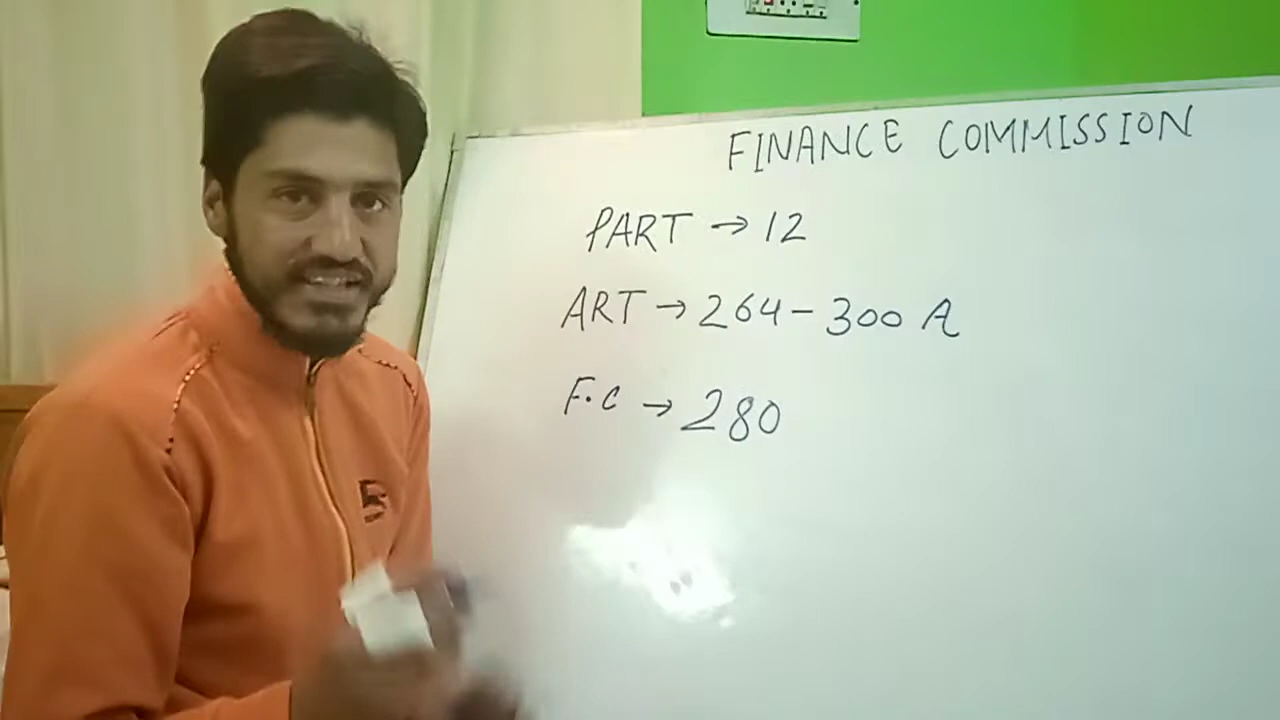 FINANCE COMMISSION
PART → 12
ART → 264 - 300 A
F.C → 280